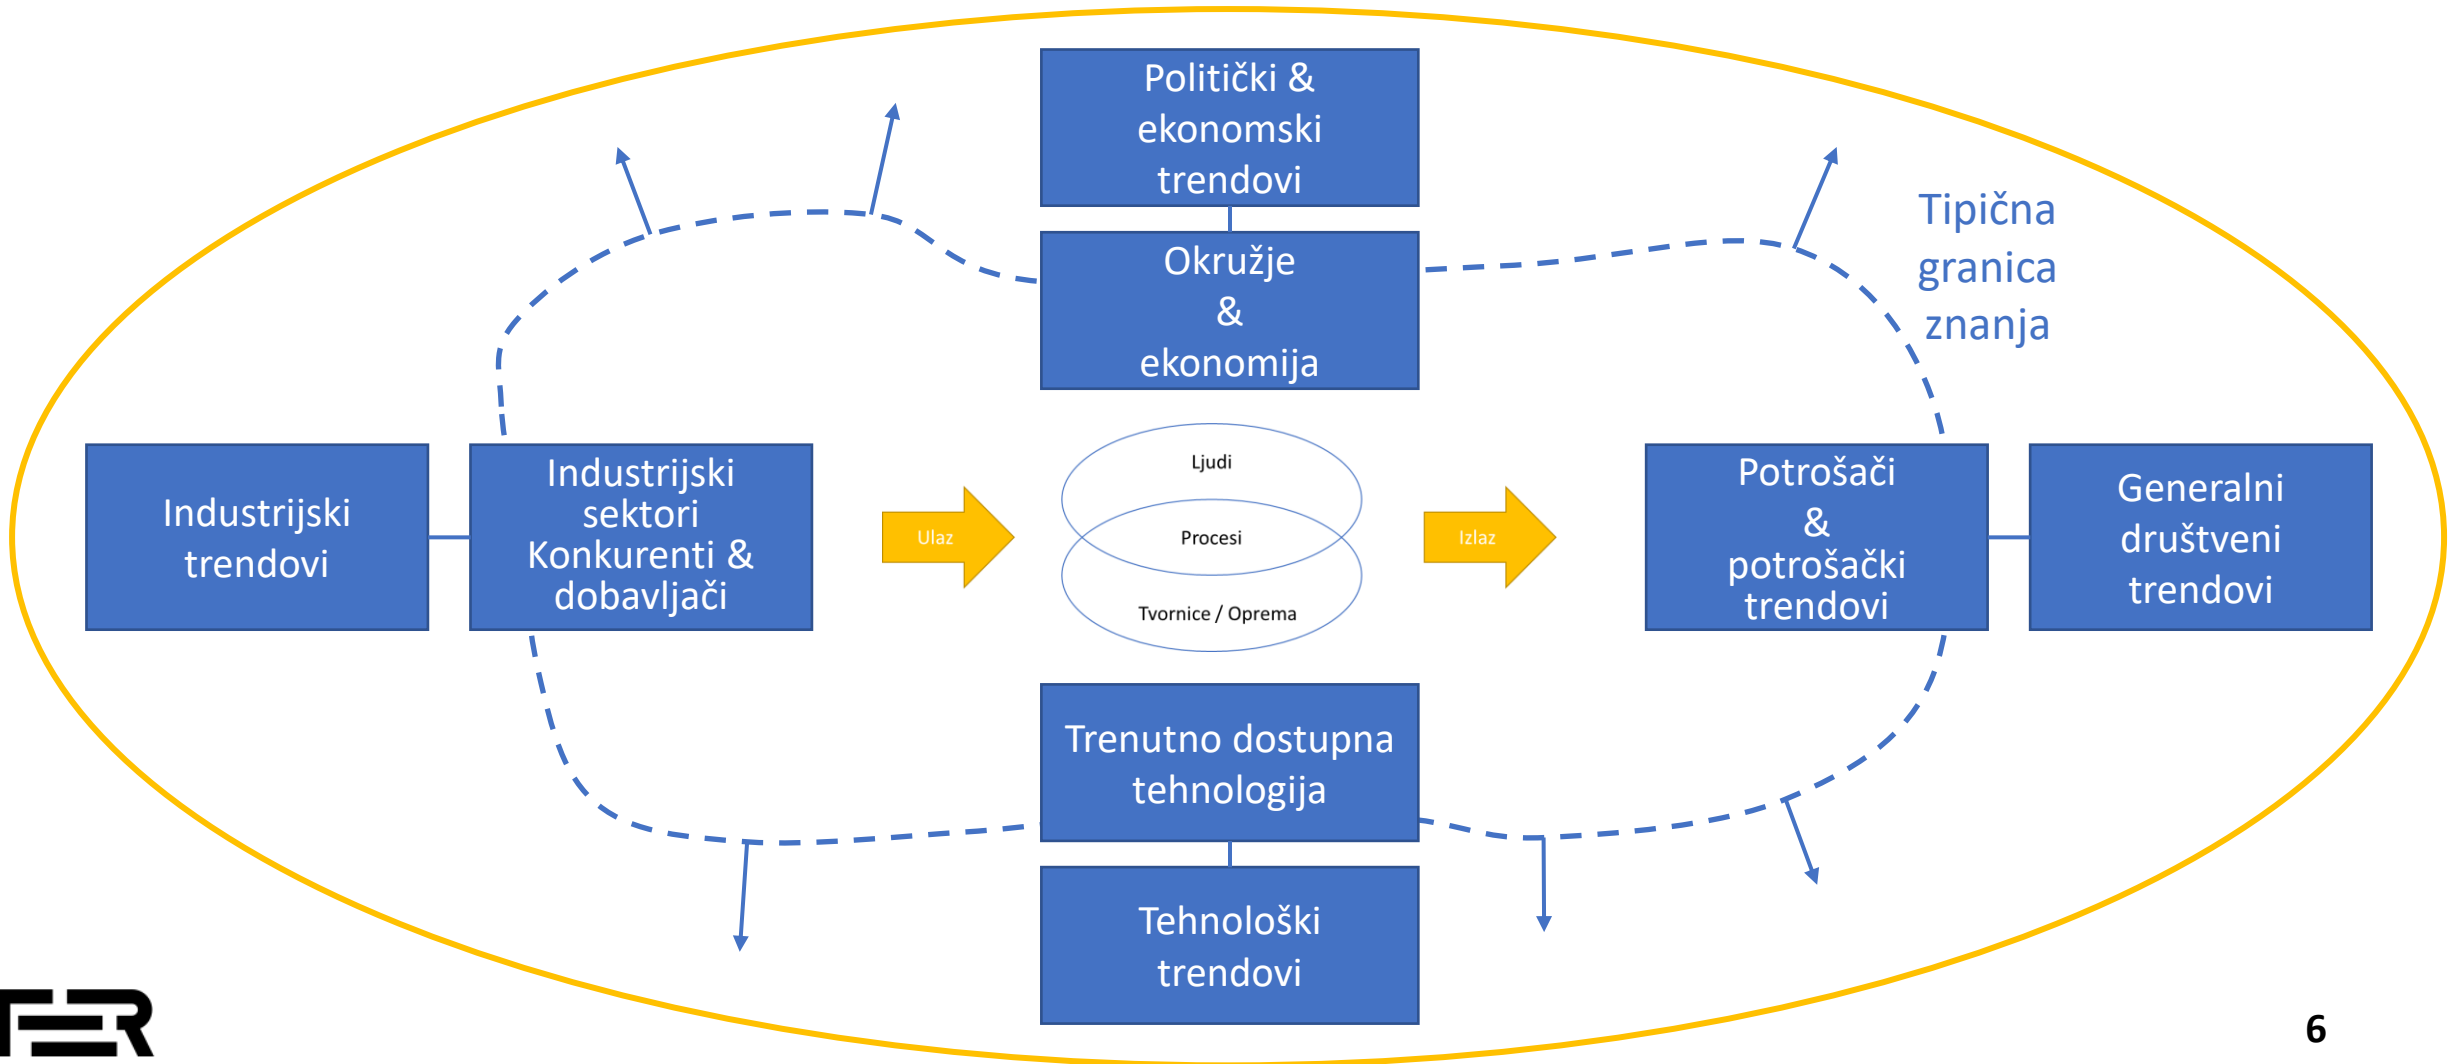 Politički &
ekonomski
trendovi
Tipična
granica
znanja
Okružje
&
ekonomija
Industrijski
trendovi
Industrijski
sektori
Konkurenti &
dobavljači
Ulaz
Ljudi
Procesi
Tvornice / Oprema
Izlaz
Potrošači
&
potrošački
trendovi
Generalni
društveni
trendovi
Trenutno dostupna
tehnologija
Tehnološki
trendovi
FER
6